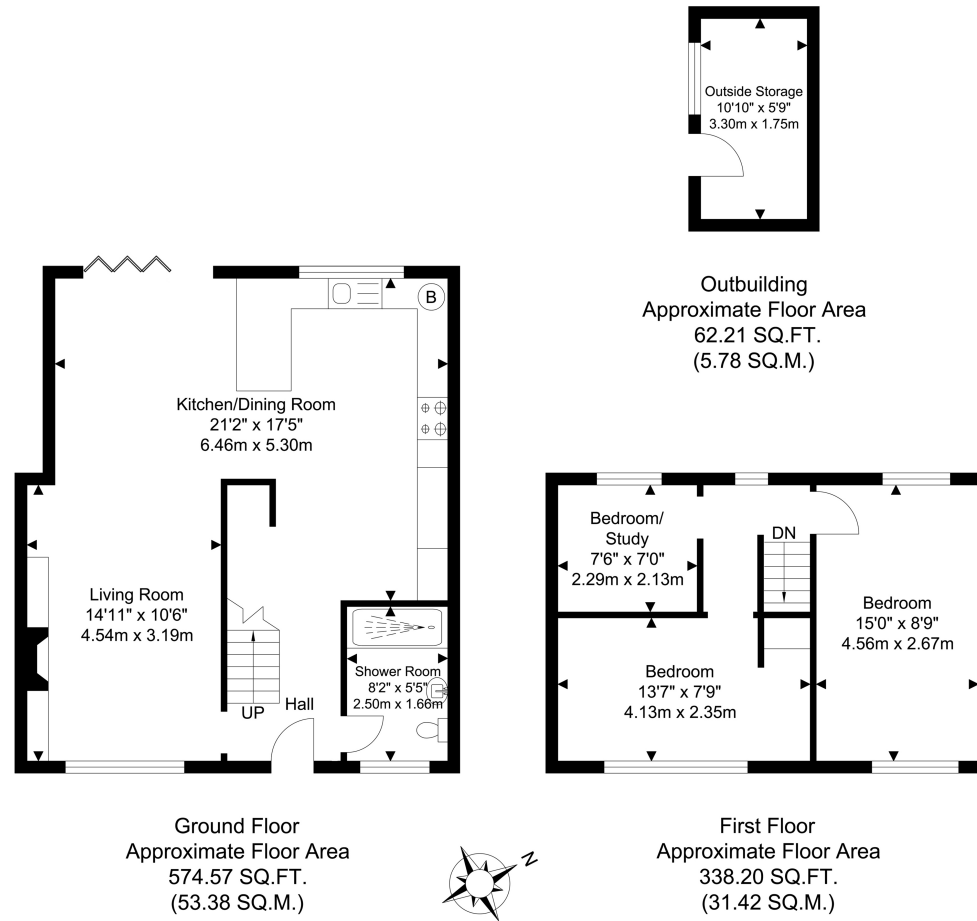 Outside Storage
10'10" x 5'9"
3.30m x 1.75m
Outbuilding
Approximate Floor Area
62.21 SQ.FT.
(5.78 SQ.M.)
B
Kitchen/Dining Room
21'2" x 17'5"
6.46m x 5.30m
Living Room
14'11" x 10'6"
4.54m x 3.19m
UP
Hall
Shower Room
8'2" x 5'5"
2.50m x 1.66m
Ground Floor
Approximate Floor Area
574.57 SQ.FT.
(53.38 SQ.M.)
Bedroom/
Study
7'6" x 7'0"
2.29m x 2.13m
DN
Bedroom
15'0" x 8'9"
4.56m x 2.67m
Bedroom
13'7" x 7'9"
4.13m x 2.35m
First Floor
Approximate Floor Area
338.20 SQ.FT.
(31.42 SQ.M.)
N